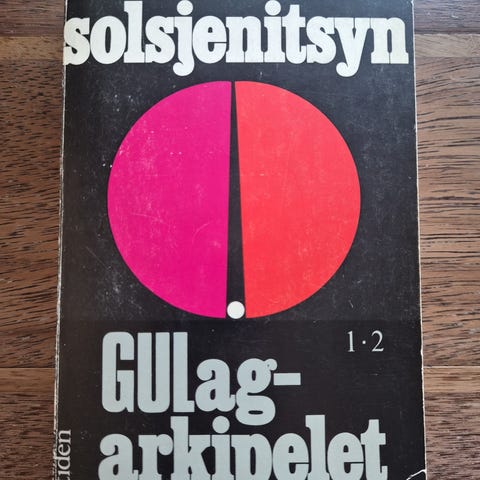 solsjenitsyn
1·2
GULag-
arkipelet